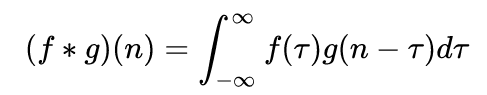 (f ∗ g)(n) = ∫_{−∞}^{∞} f(τ)g(n − τ)dτ